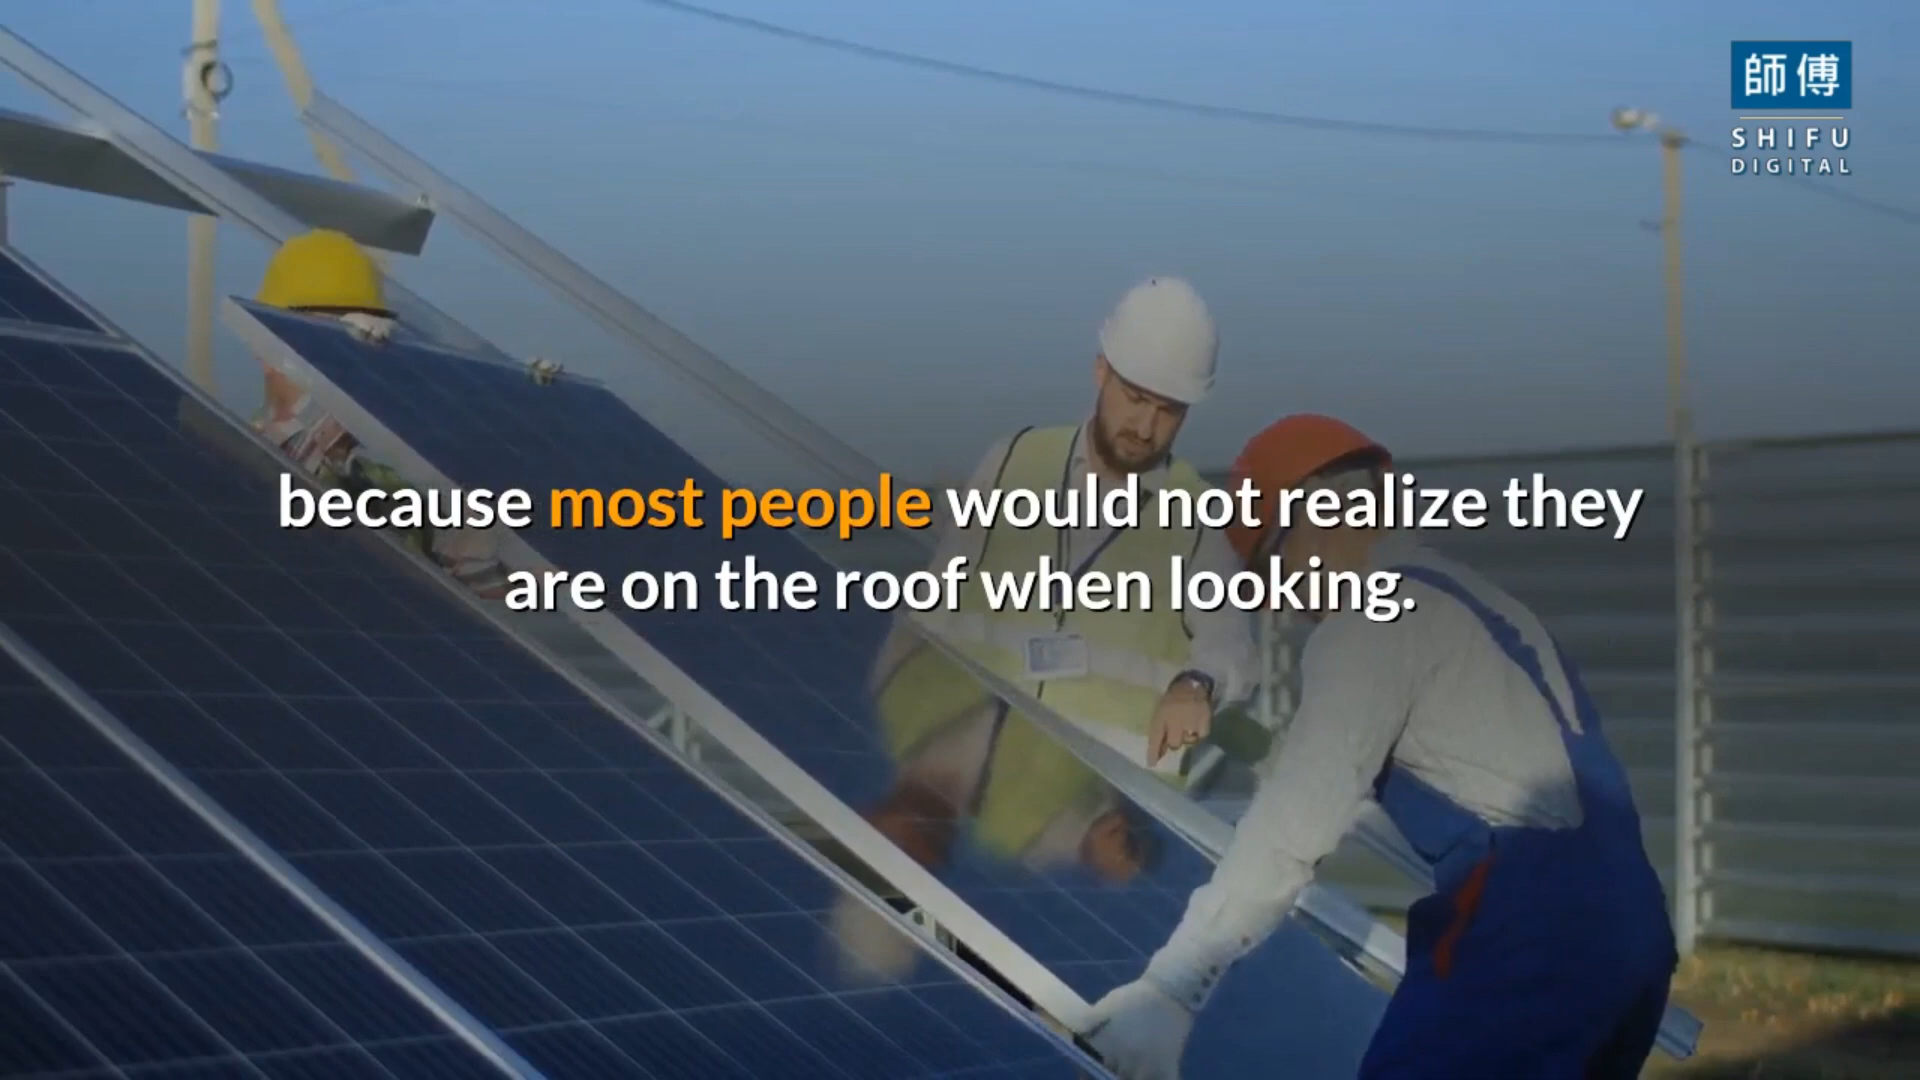 師傅
SHIFU
DIGITAL
because most people would not realize they
are on the roof when looking.